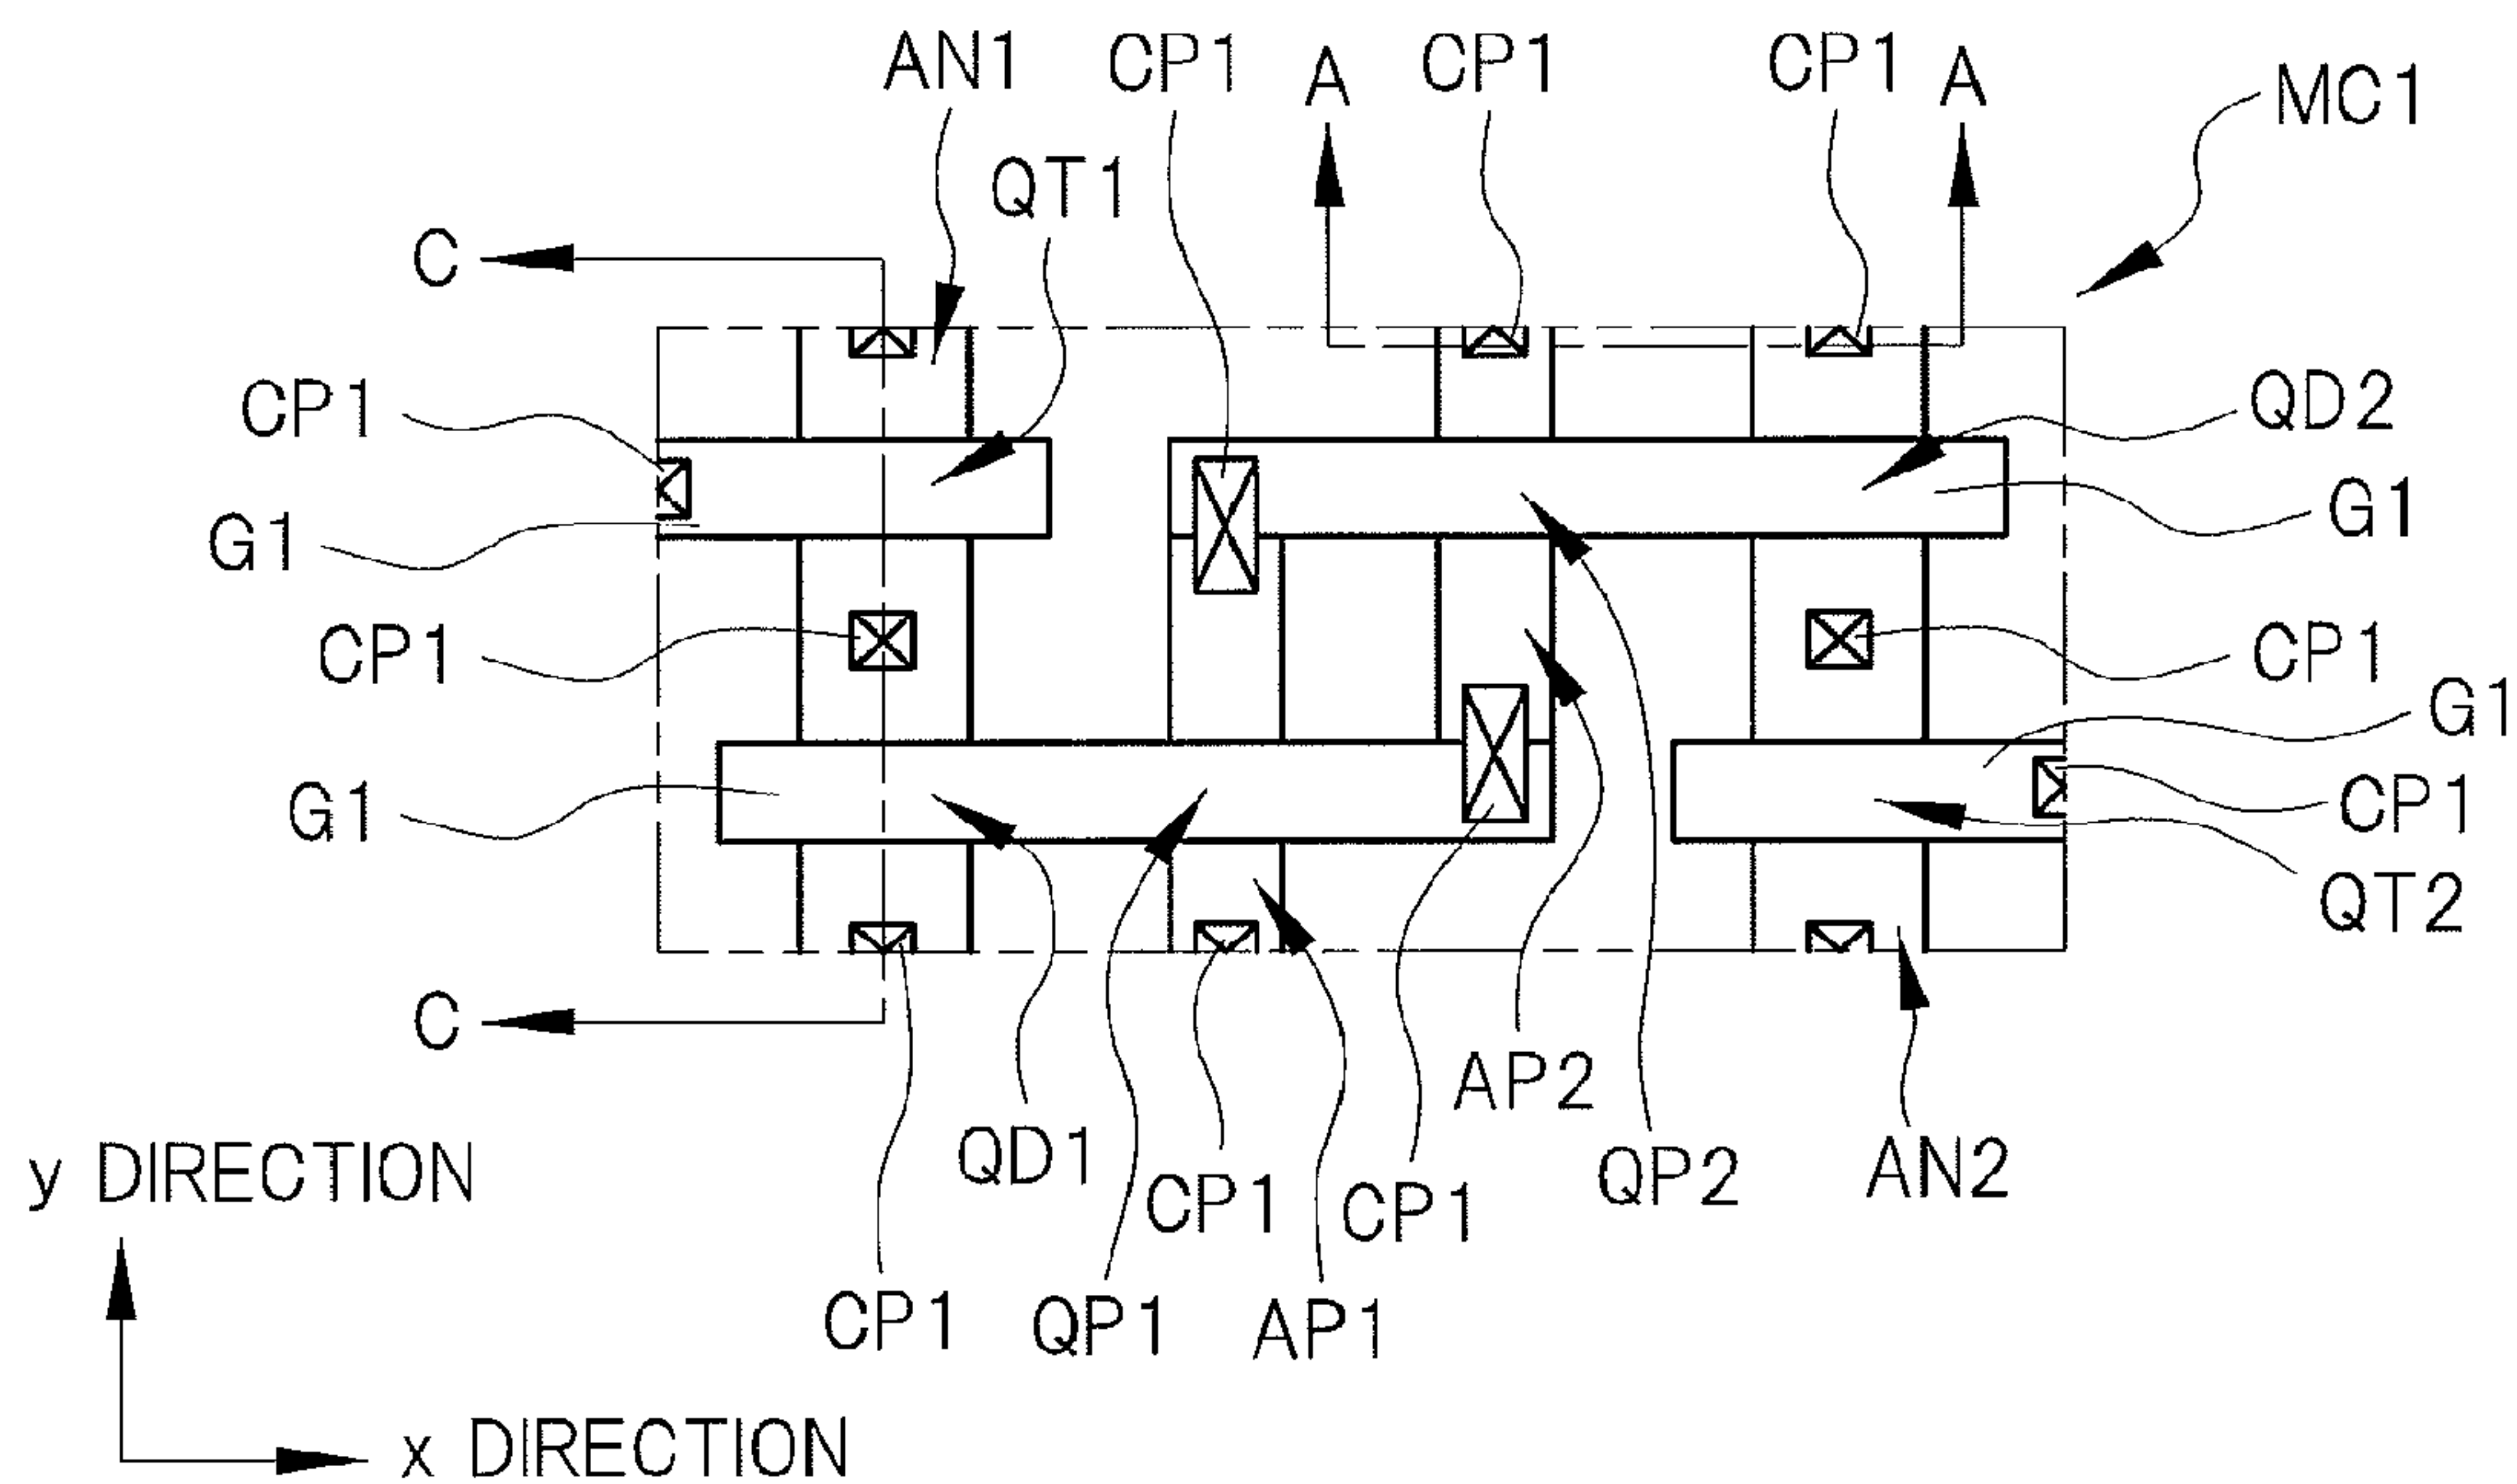 AN1
CP1
A
CP1
CP1
A
MC1
QT1
C
CP1
QD2
G1
G1
CP1
CP1
G1
G1
CP1
QT2
C
AP2
QD1
CP1
CP1
QP2
AN2
y DIRECTION
CP1
QP1
AP1
x DIRECTION